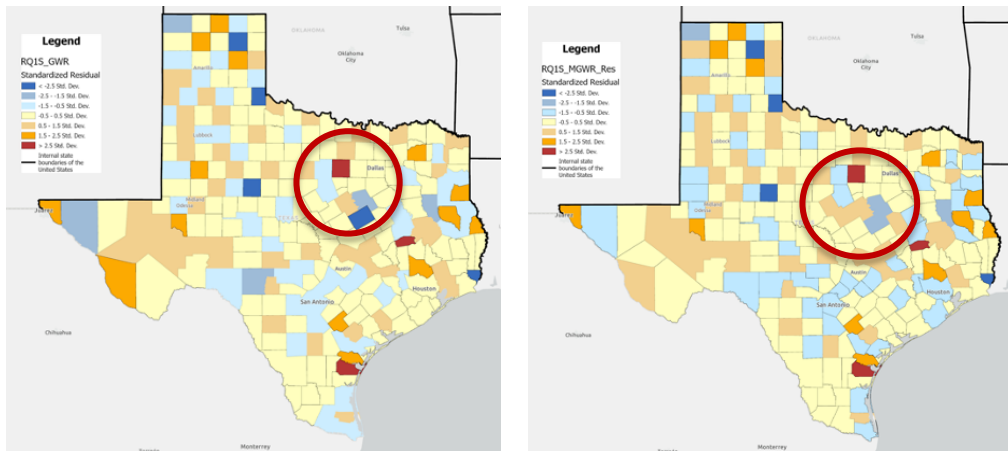 Legend
RQ1S_GWR
Standardized Residual
< -2.5 Std. Dev.
-2.5 - -1.5 Std. Dev.
-1.5 - -0.5 Std. Dev.
-0.5 - 0.5 Std. Dev.
0.5 - 1.5 Std. Dev.
1.5 - 2.5 Std. Dev.
> 2.5 Std. Dev.
Internal state
boundaries of the
United States
OKLAHOMA
Tulsa
Oklahoma
City
Amarillo
Lubbock
Dallas
Midland
Odessa
Juárez
Austin
Houston
San Antonio
Chihuahua
Monterrey
Legend
RQ1S_MGWR_Res
Standardized Residual
< -2.5 Std. Dev.
-2.5 - -1.5 Std. Dev.
-1.5 - -0.5 Std. Dev.
-0.5 - 0.5 Std. Dev.
0.5 - 1.5 Std. Dev.
1.5 - 2.5 Std. Dev.
> 2.5 Std. Dev.
Internal state
boundaries of the
United States
OKLAHOMA
Tulsa
Oklahoma
City
Amarillo
Lubbock
Dallas
Midland
Odessa
Juárez
Austin
Houston
San Antonio
Chihuahua
Monterrey